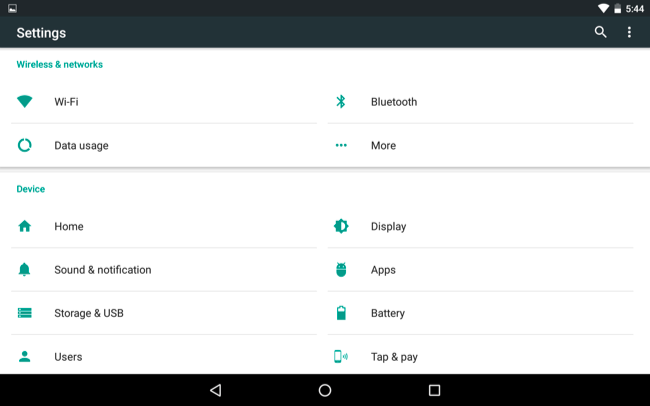 5:44
Settings
Wireless & networks
Wi-Fi
Bluetooth
Data usage
More
Device
Home
Display
Sound & notification
Apps
Storage & USB
Battery
Users
Tap & pay